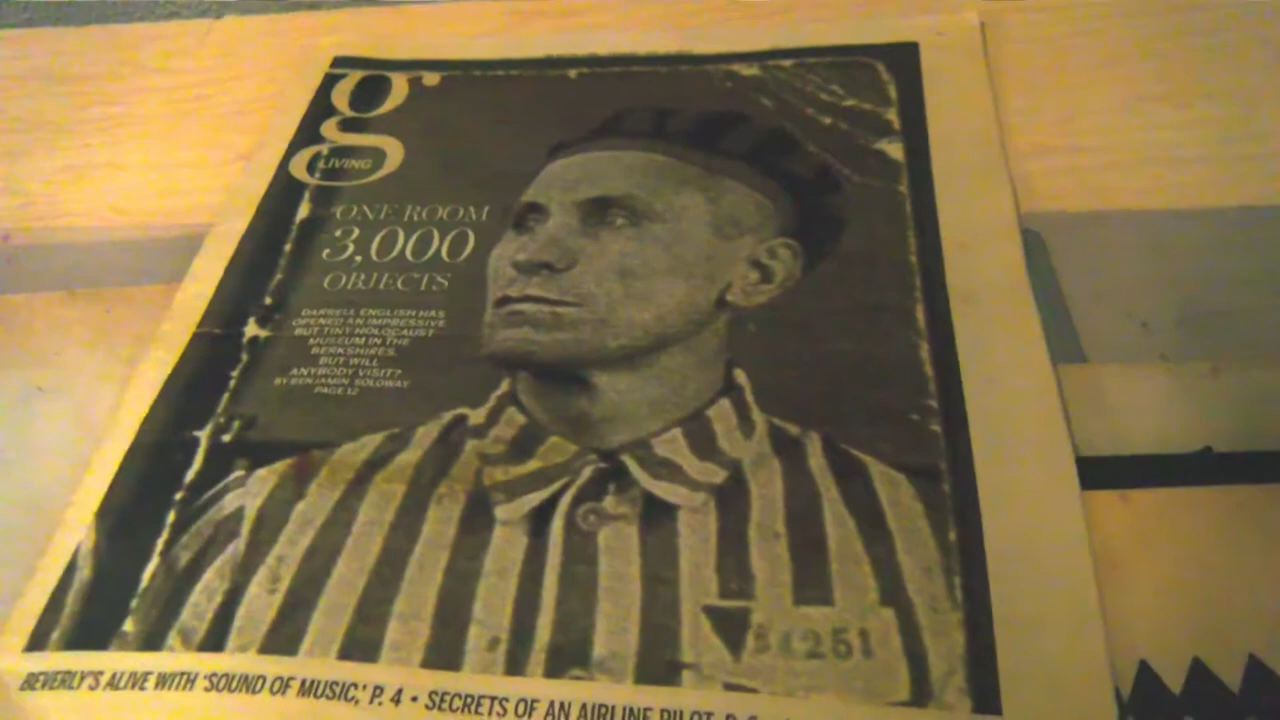 g
LIVING
ONE ROOM
3,000
OBJECTS
DARRELL ENGLISH HAS
OPENED AN IMPRESSIVE
BUT TINY HOLOCAUST
MUSEUM IN THE
BERKSHIRES.
BUT WILL
ANYBODY VISIT?
BY BENJAMIN SOLOWAY
PAGE 12
4251
BEVERLY'S ALIVE WITH 'SOUND OF MUSIC,' P. 4 • SECRETS OF AN AIRLINE PILOT,